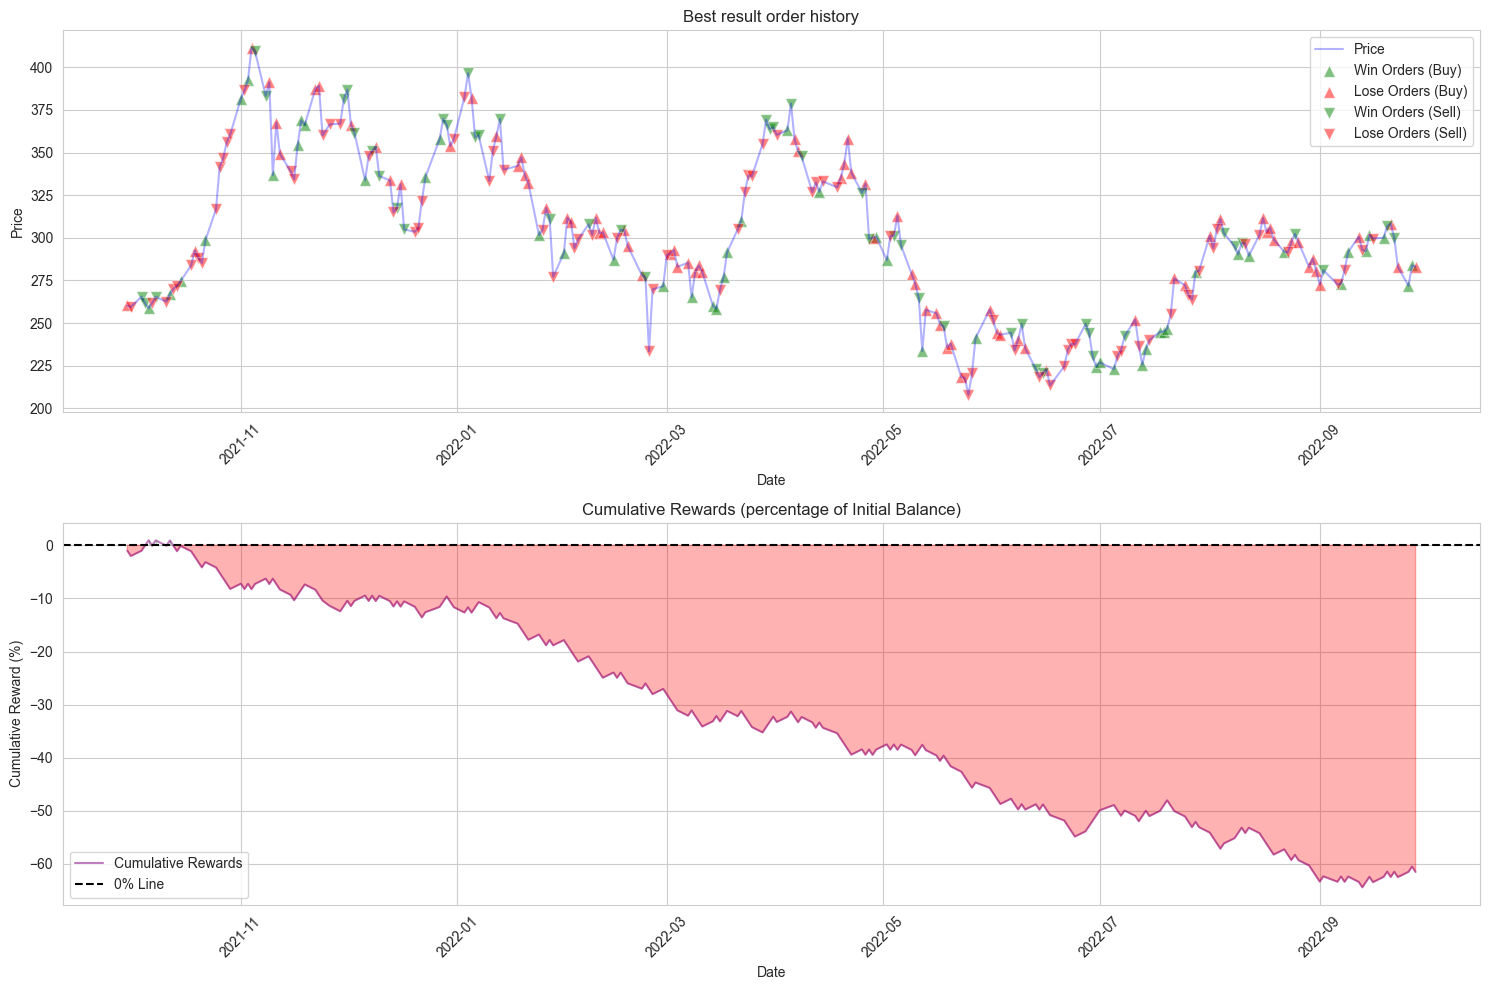 Best result order history
Price
400
375
350
325
300
275
250
225
200
Price
Win Orders (Buy)
Lose Orders (Buy)
Win Orders (Sell)
Lose Orders (Sell)
2021-11
2022-01
2022-03
2022-05
2022-07
2022-09
Date
Cumulative Rewards (percentage of Initial Balance)
Cumulative Reward (%)
0
−10
−20
−30
−40
−50
−60
Cumulative Rewards
0% Line
2021-11
2022-01
2022-03
2022-05
2022-07
2022-09
Date